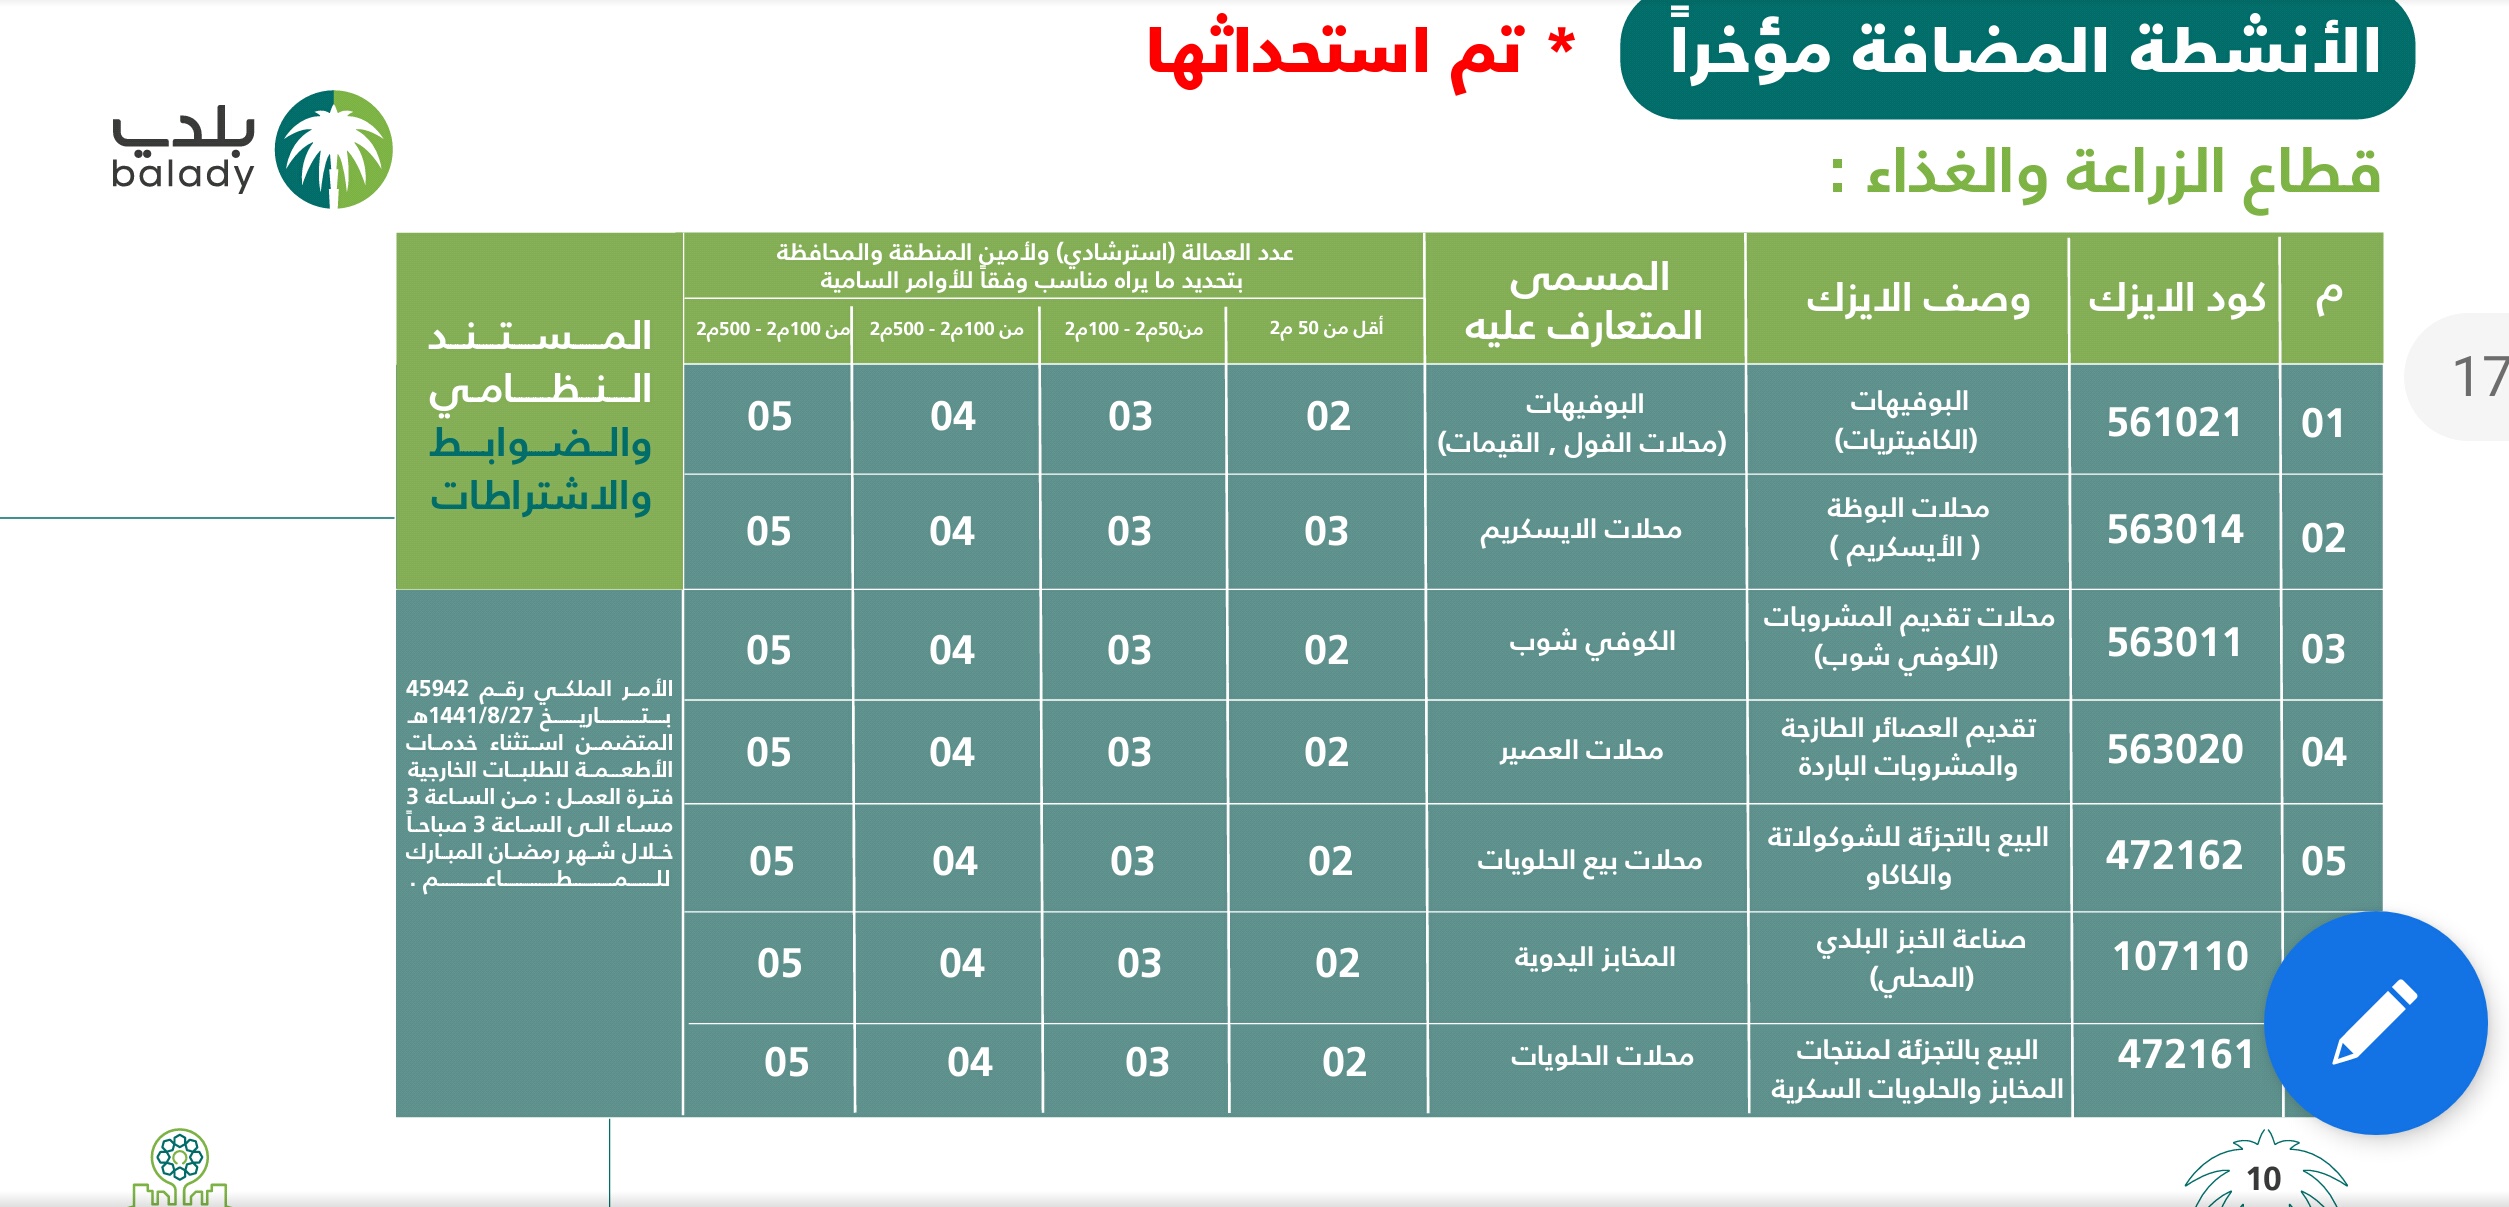 الأنشطة المضافة مؤخراً
* تم استحداثها
بلدي
balady
قطاع الزراعة والغذاء :
م
كود الايزك
وصف الايزك
المسمى
المتعارف عليه
عدد العمالة (استرشادي) ولأمين المنطقة والمحافظة
بتحديد ما يراه مناسب وفقاً للأوامر السامية
أقل من 50 م2
من50م2 - 100م2
من 100م2 - 500م2
من 100م2 - 500م2
المستند
النظامي
والضوابط
والاشتراطات
17
01
561021
البوفيهات
(الكافيتريات)
البوفيهات
(محلات الفول , القيمات)
02
03
04
05
02
563014
محلات البوظة
( الأيسكريم )
محلات الايسكريم
03
03
04
05
03
563011
محلات تقديم المشروبات
(الكوفي شوب)
الكوفي شوب
02
03
04
05
04
563020
تقديم العصائر الطازجة
والمشروبات الباردة
محلات العصير
02
03
04
05
05
472162
البيع بالتجزئة للشوكولاتة
والكاكاو
محلات بيع الحلويات
02
03
04
05
107110
صناعة الخبز البلدي
(المحلي)
المخابز اليدوية
02
03
04
05
472161
البيع بالتجزئة لمنتجات
المخابز والحلويات السكرية
محلات الحلويات
02
03
04
05
الأمر الملكي رقم 45942
بتاريخ 1441/8/27هـ
المتضمن استثناء خدمات
الأطعمة للطلبات الخارجية
فترة العمل : من الساعة 3
مساء الى الساعة 3 صباحاً
خلال شهر رمضان المبارك
للمطاعم .
10